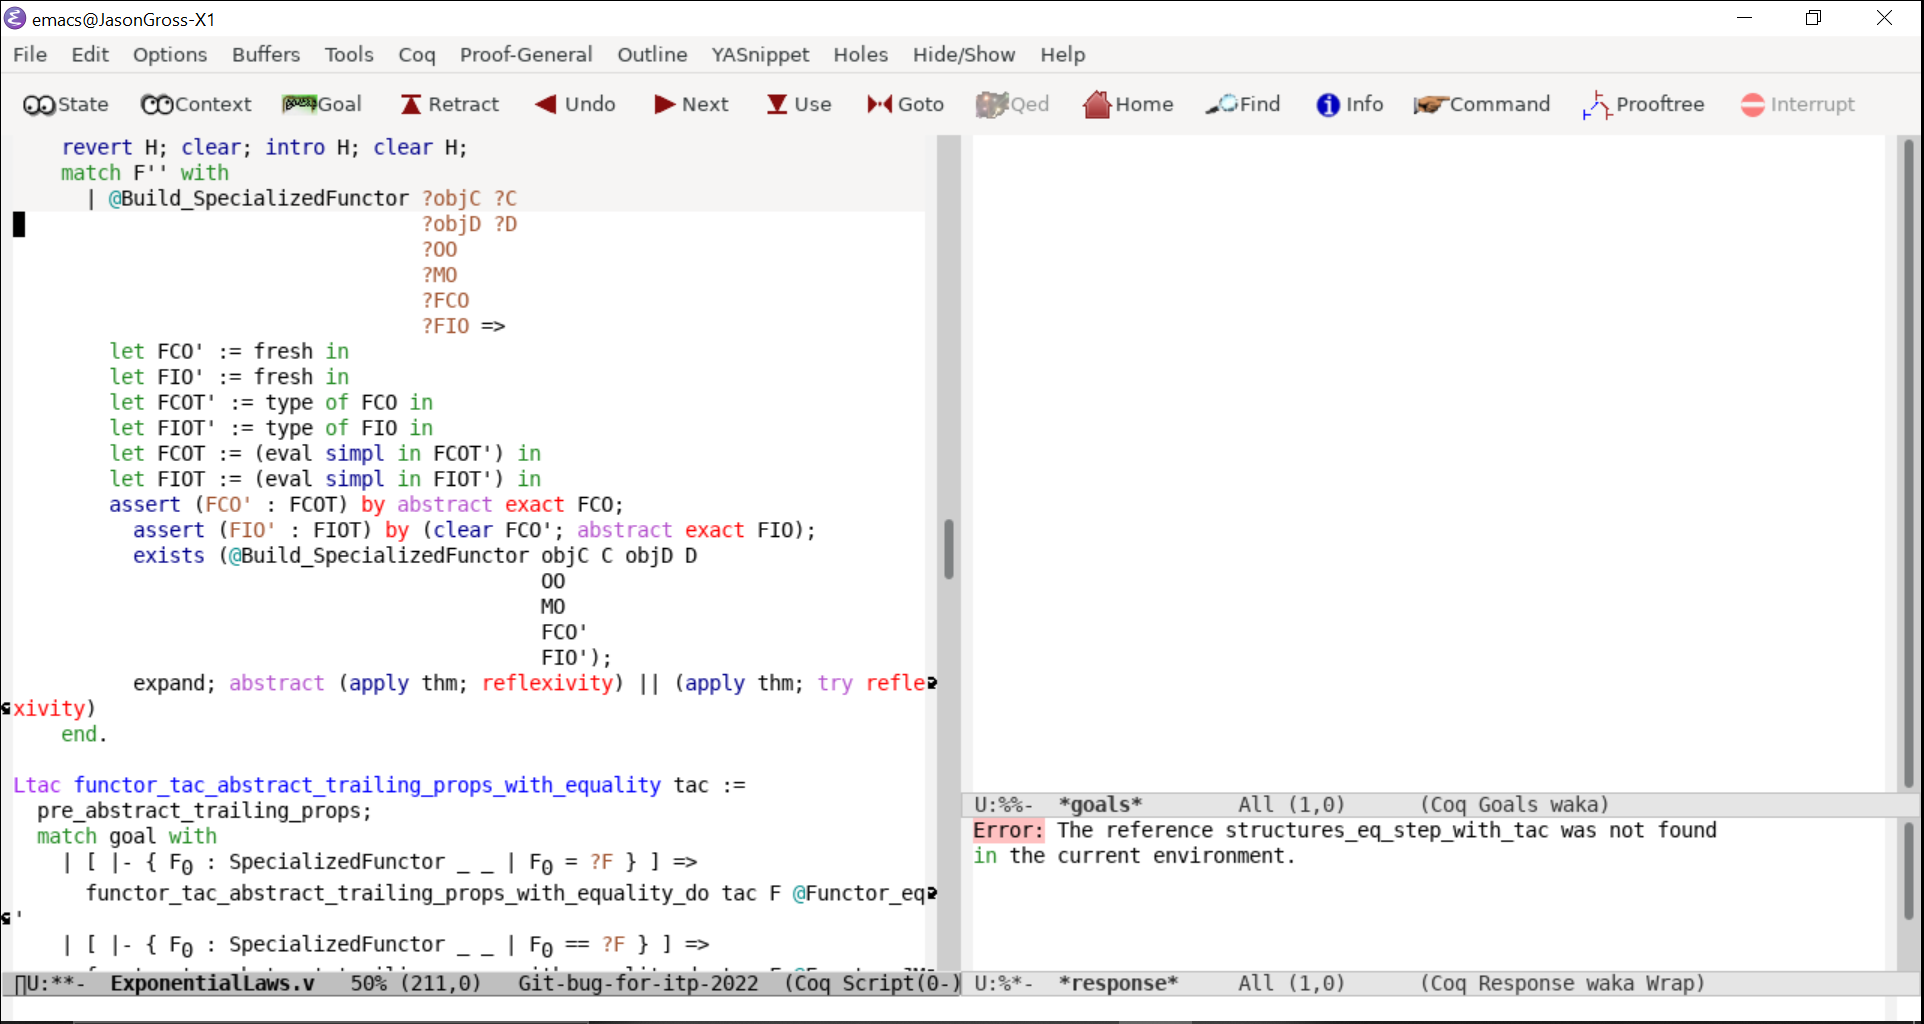 emacs@JasonGross-X1
File Edit Options Buffers Tools Coq Proof-General Outline YASnippet Holes Hide/Show Help
State Context Goal Retract Undo Next Use Goto Qed Home Find Info Command Prooftree Interrupt
revert H; clear; intro H; clear H;
match F'' with
| @Build_SpecializedFunctor ?objC ?C
?objD ?D
?OO
?MO
?FCO
?FIO =>
let FCO' := fresh in
let FIO' := fresh in
let FCOT' := type of FCO in
let FIOT' := type of FIO in
let FCOT := (eval simpl in FCOT') in
let FIOT := (eval simpl in FIOT') in
assert (FCO' : FCOT) by abstract exact FCO;
assert (FIO' : FIOT) by (clear FCO'; abstract exact FIO);
exists (@Build_SpecializedFunctor objC C objD D
OO
MO
FCO'
FIO');
expand; abstract (apply thm; reflexivity) || (apply thm; try refle
xivity)
end.
Ltac functor_tac_abstract_trailing_props_with_equality tac :=
pre_abstract_trailing_props;
match goal with
| [ |- { F₀ : SpecializedFunctor _ _ | F₀ = ?F } ] =>
functor_tac_abstract_trailing_props_with_equality_do tac F @Functor_eq
'
| [ |- { F₀ : SpecializedFunctor _ _ | F₀ == ?F } ] =>
U:**- ExponentialLaws.v 50% (211,0) Git-bug-for-itp-2022 (Coq Script(0-)
U:%%- *goals* All (1,0) (Coq Goals waka)
Error: The reference structures_eq_step_with_tac was not found
in the current environment.
U:%*- *response* All (1,0) (Coq Response waka Wrap)